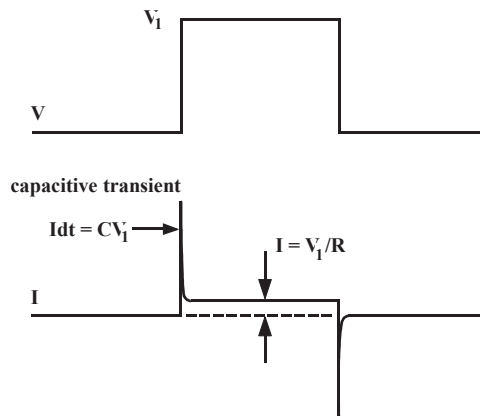 V₁
V
capacitive transient
Idt = CV₁
I = V₁/R
I